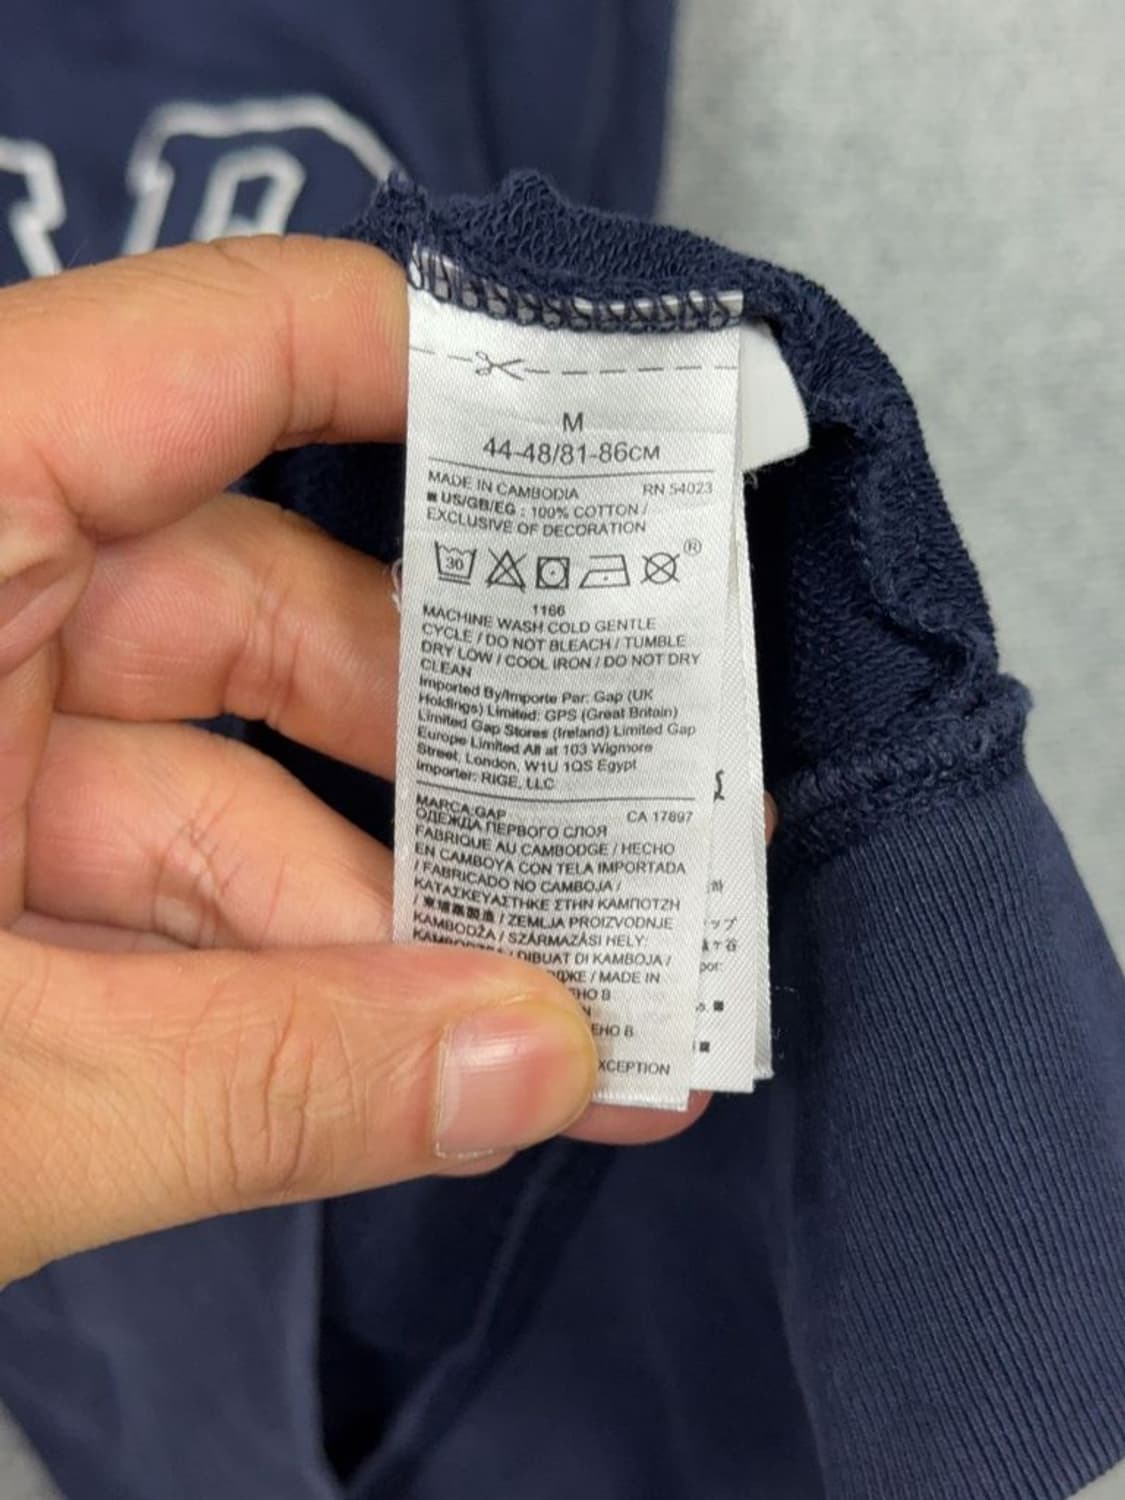 M
44-48/81-86CM
MADE IN CAMBODIA RN 54023
■ US/GB/EG : 100% COTTON /
EXCLUSIVE OF DECORATION
30
®
1166
MACHINE WASH COLD GENTLE
CYCLE / DO NOT BLEACH / TUMBLE
DRY LOW / COOL IRON / DO NOT DRY
CLEAN
Imported By/Importe Par: Gap (UK
Holdings) Limited: GPS (Great Britain)
Limited Gap Stores (Ireland) Limited Gap
Europe Limited All at 103 Wigmore
Street, London, W1U 1QS Egypt
Importer: RIGE, LLC
MARCA:GAP CA 17897
ОДЕЖДА ПЕРВОГО СЛОЯ
FABRIQUE AU CAMBODGE / HECHO
EN CAMBOYA CON TELA IMPORTADA
/ FABRICADO NO CAMBOJA /
ΚΑΤΑΣΚΕΥΑΣΤΗΚΕ ΣΤΗΝ ΚΑΜΠΟΤΖΗ
/ 柬埔寨製造 / ZEMLJA PROIZVODNJE
KAMBODŽA / SZÁRMAZÁSI HELY:
/ DIBUAT DI KAMBOJA /
/ MADE IN